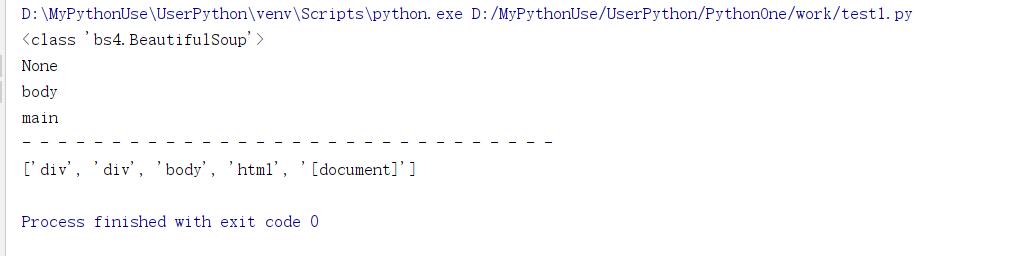 D:\MyPythonUse\UserPython\venv\Scripts\python.exe D:/MyPythonUse/UserPython/PythonOne/work/test1.py
<class 'bs4.BeautifulSoup'>
None
body
main
- - - - - - - - - - - - - - - - - - - - - - - - - - - - - -
['div', 'div', 'body', 'html', '[document]']
Process finished with exit code 0